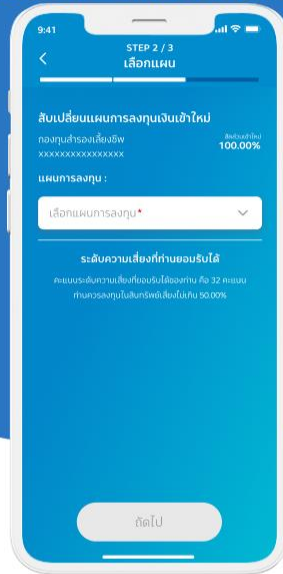 9:41
STEP 2 / 3
เลือกแผน
สับเปลี่ยนแผนการลงทุนเงินเข้าใหม่
กองทุนสำรองเลี้ยงชีพ
สัดส่วนเข้าใหม่
xxxxxxxxxxxxxxxx
100.00%
แผนการลงทุน :
เลือกแผนการลงทุน*
ระดับความเสี่ยงที่ท่านยอมรับได้
คะแนนระดับความเสี่ยงที่ยอมรับได้ของท่าน คือ 32 คะแนน
ท่านควรลงทุนในสินทรัพย์เสี่ยงไม่เกิน 50.00%
ถัดไป